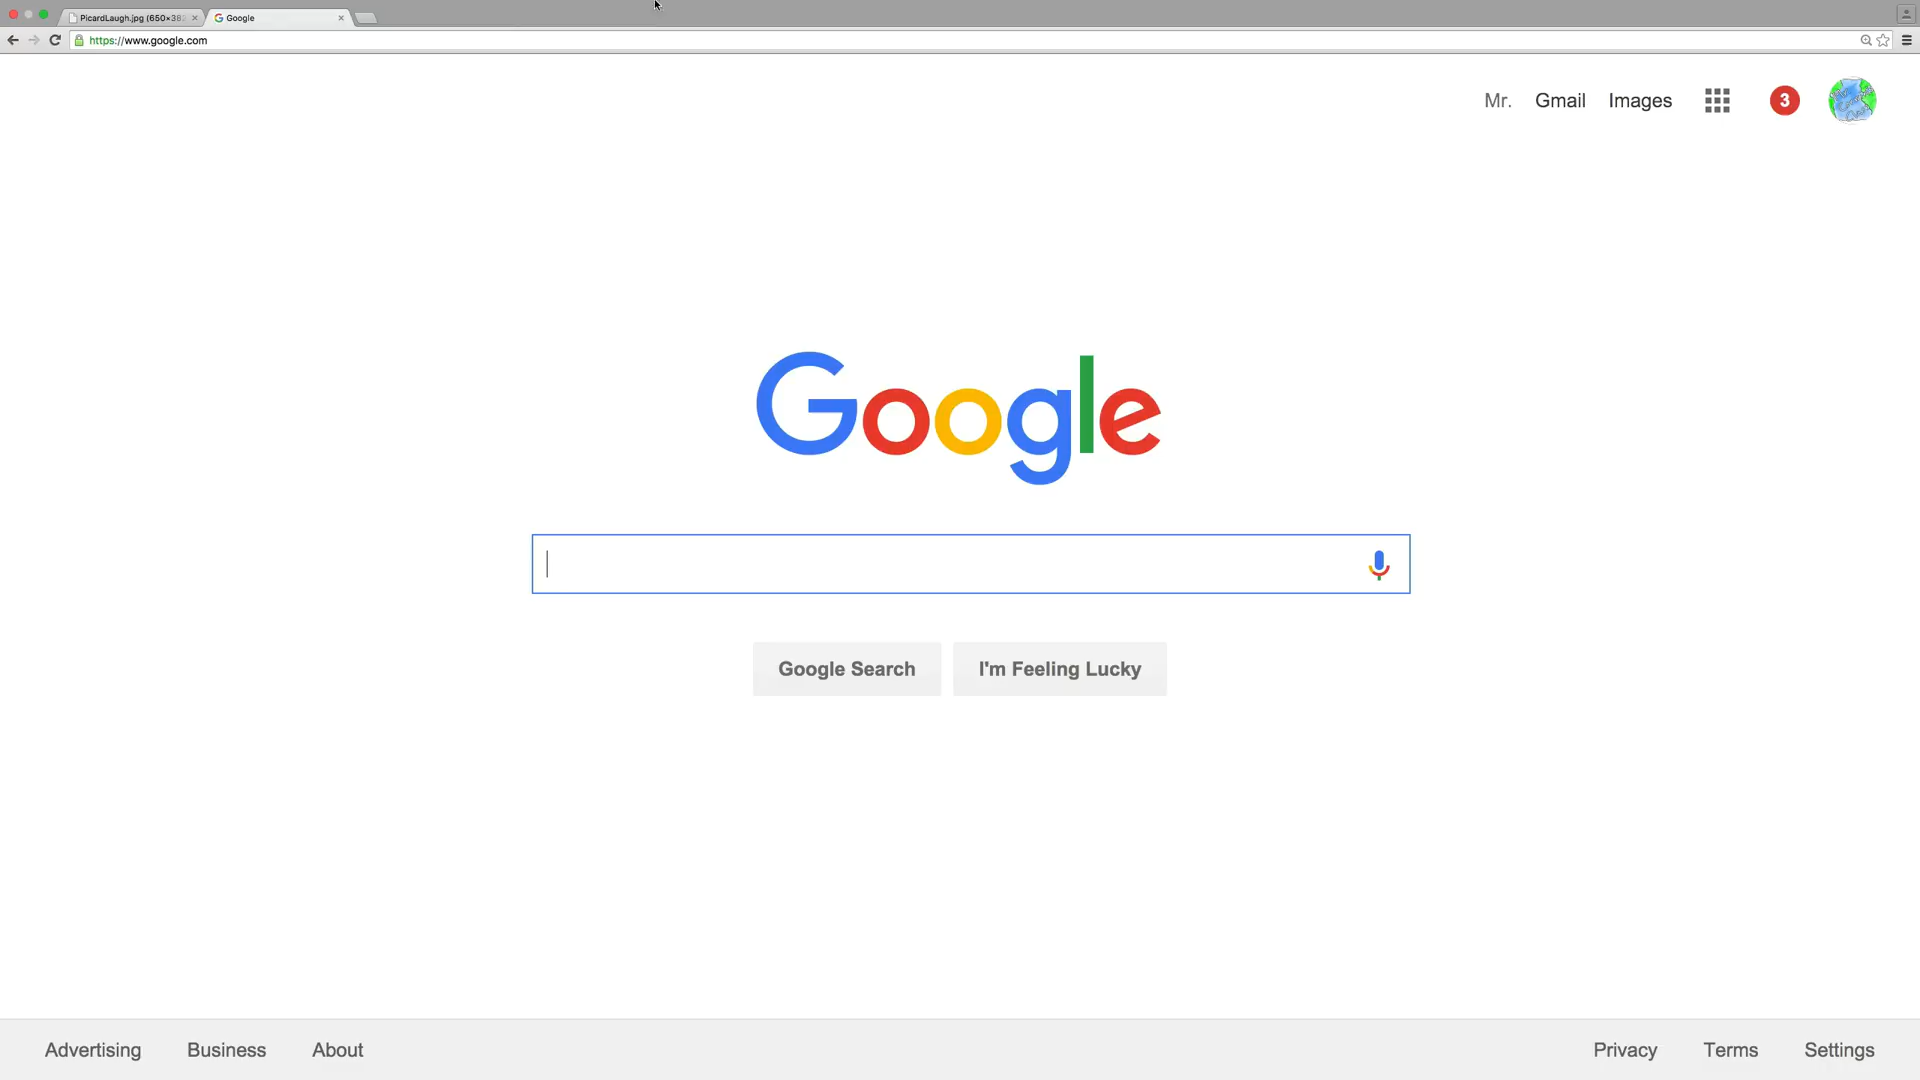 PicardLaugh.jpg (650×382
Google
https://www.google.com
Mr. Gmail Images 3
Google
Google Search I'm Feeling Lucky
Advertising Business About Privacy Terms Settings